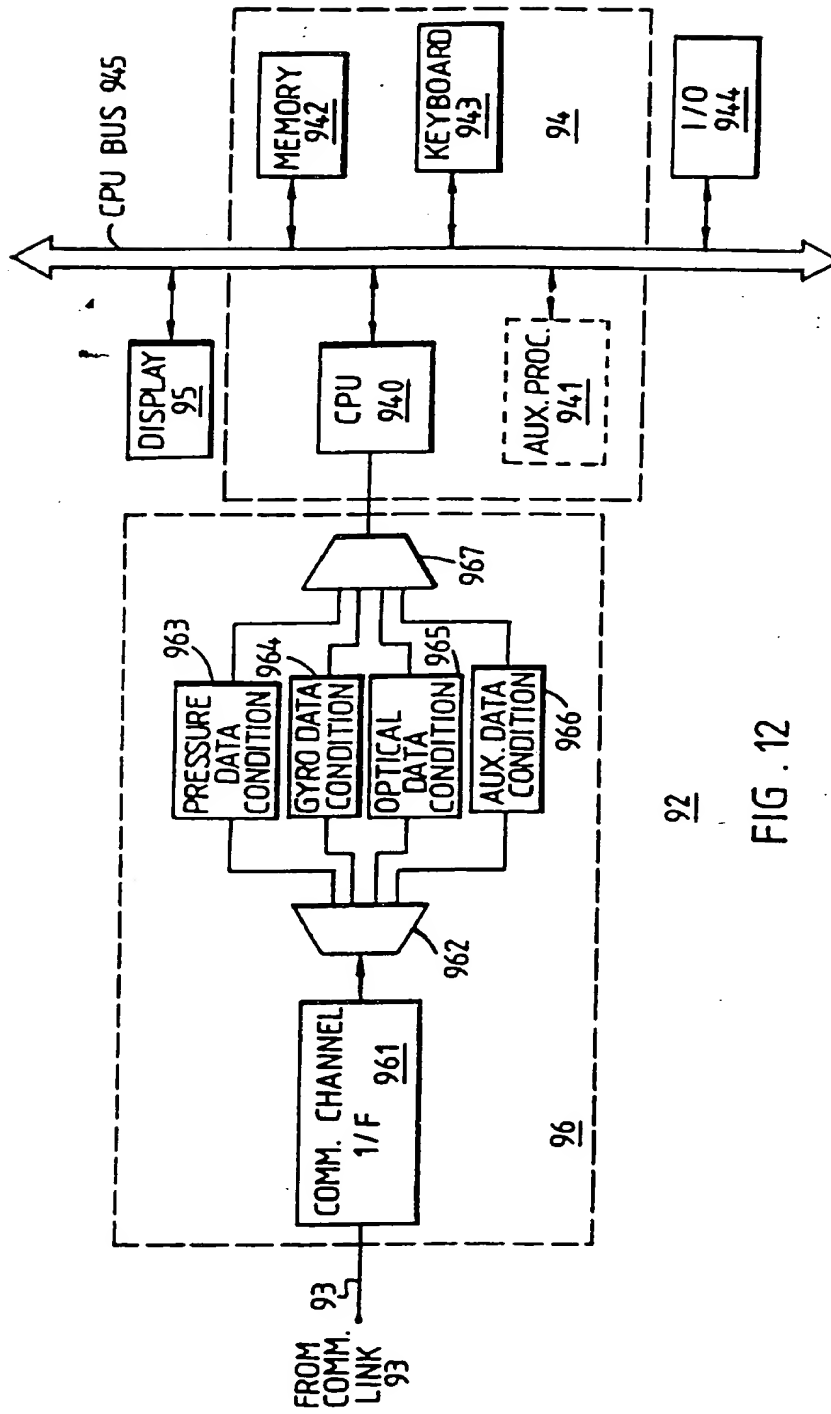 FROM
COMM.
LINK
93
93
COMM. CHANNEL
1/F
961
96
962
PRESSURE
DATA
CONDITION
963
GYRO DATA
CONDITION
964
OPTICAL
DATA
CONDITION
965
AUX. DATA
CONDITION
966
967
DISPLAY
95
CPU
940
AUX. PROC.
941
CPU BUS 945
MEMORY
942
KEYBOARD
943
94
I/O
944
92
FIG. 12